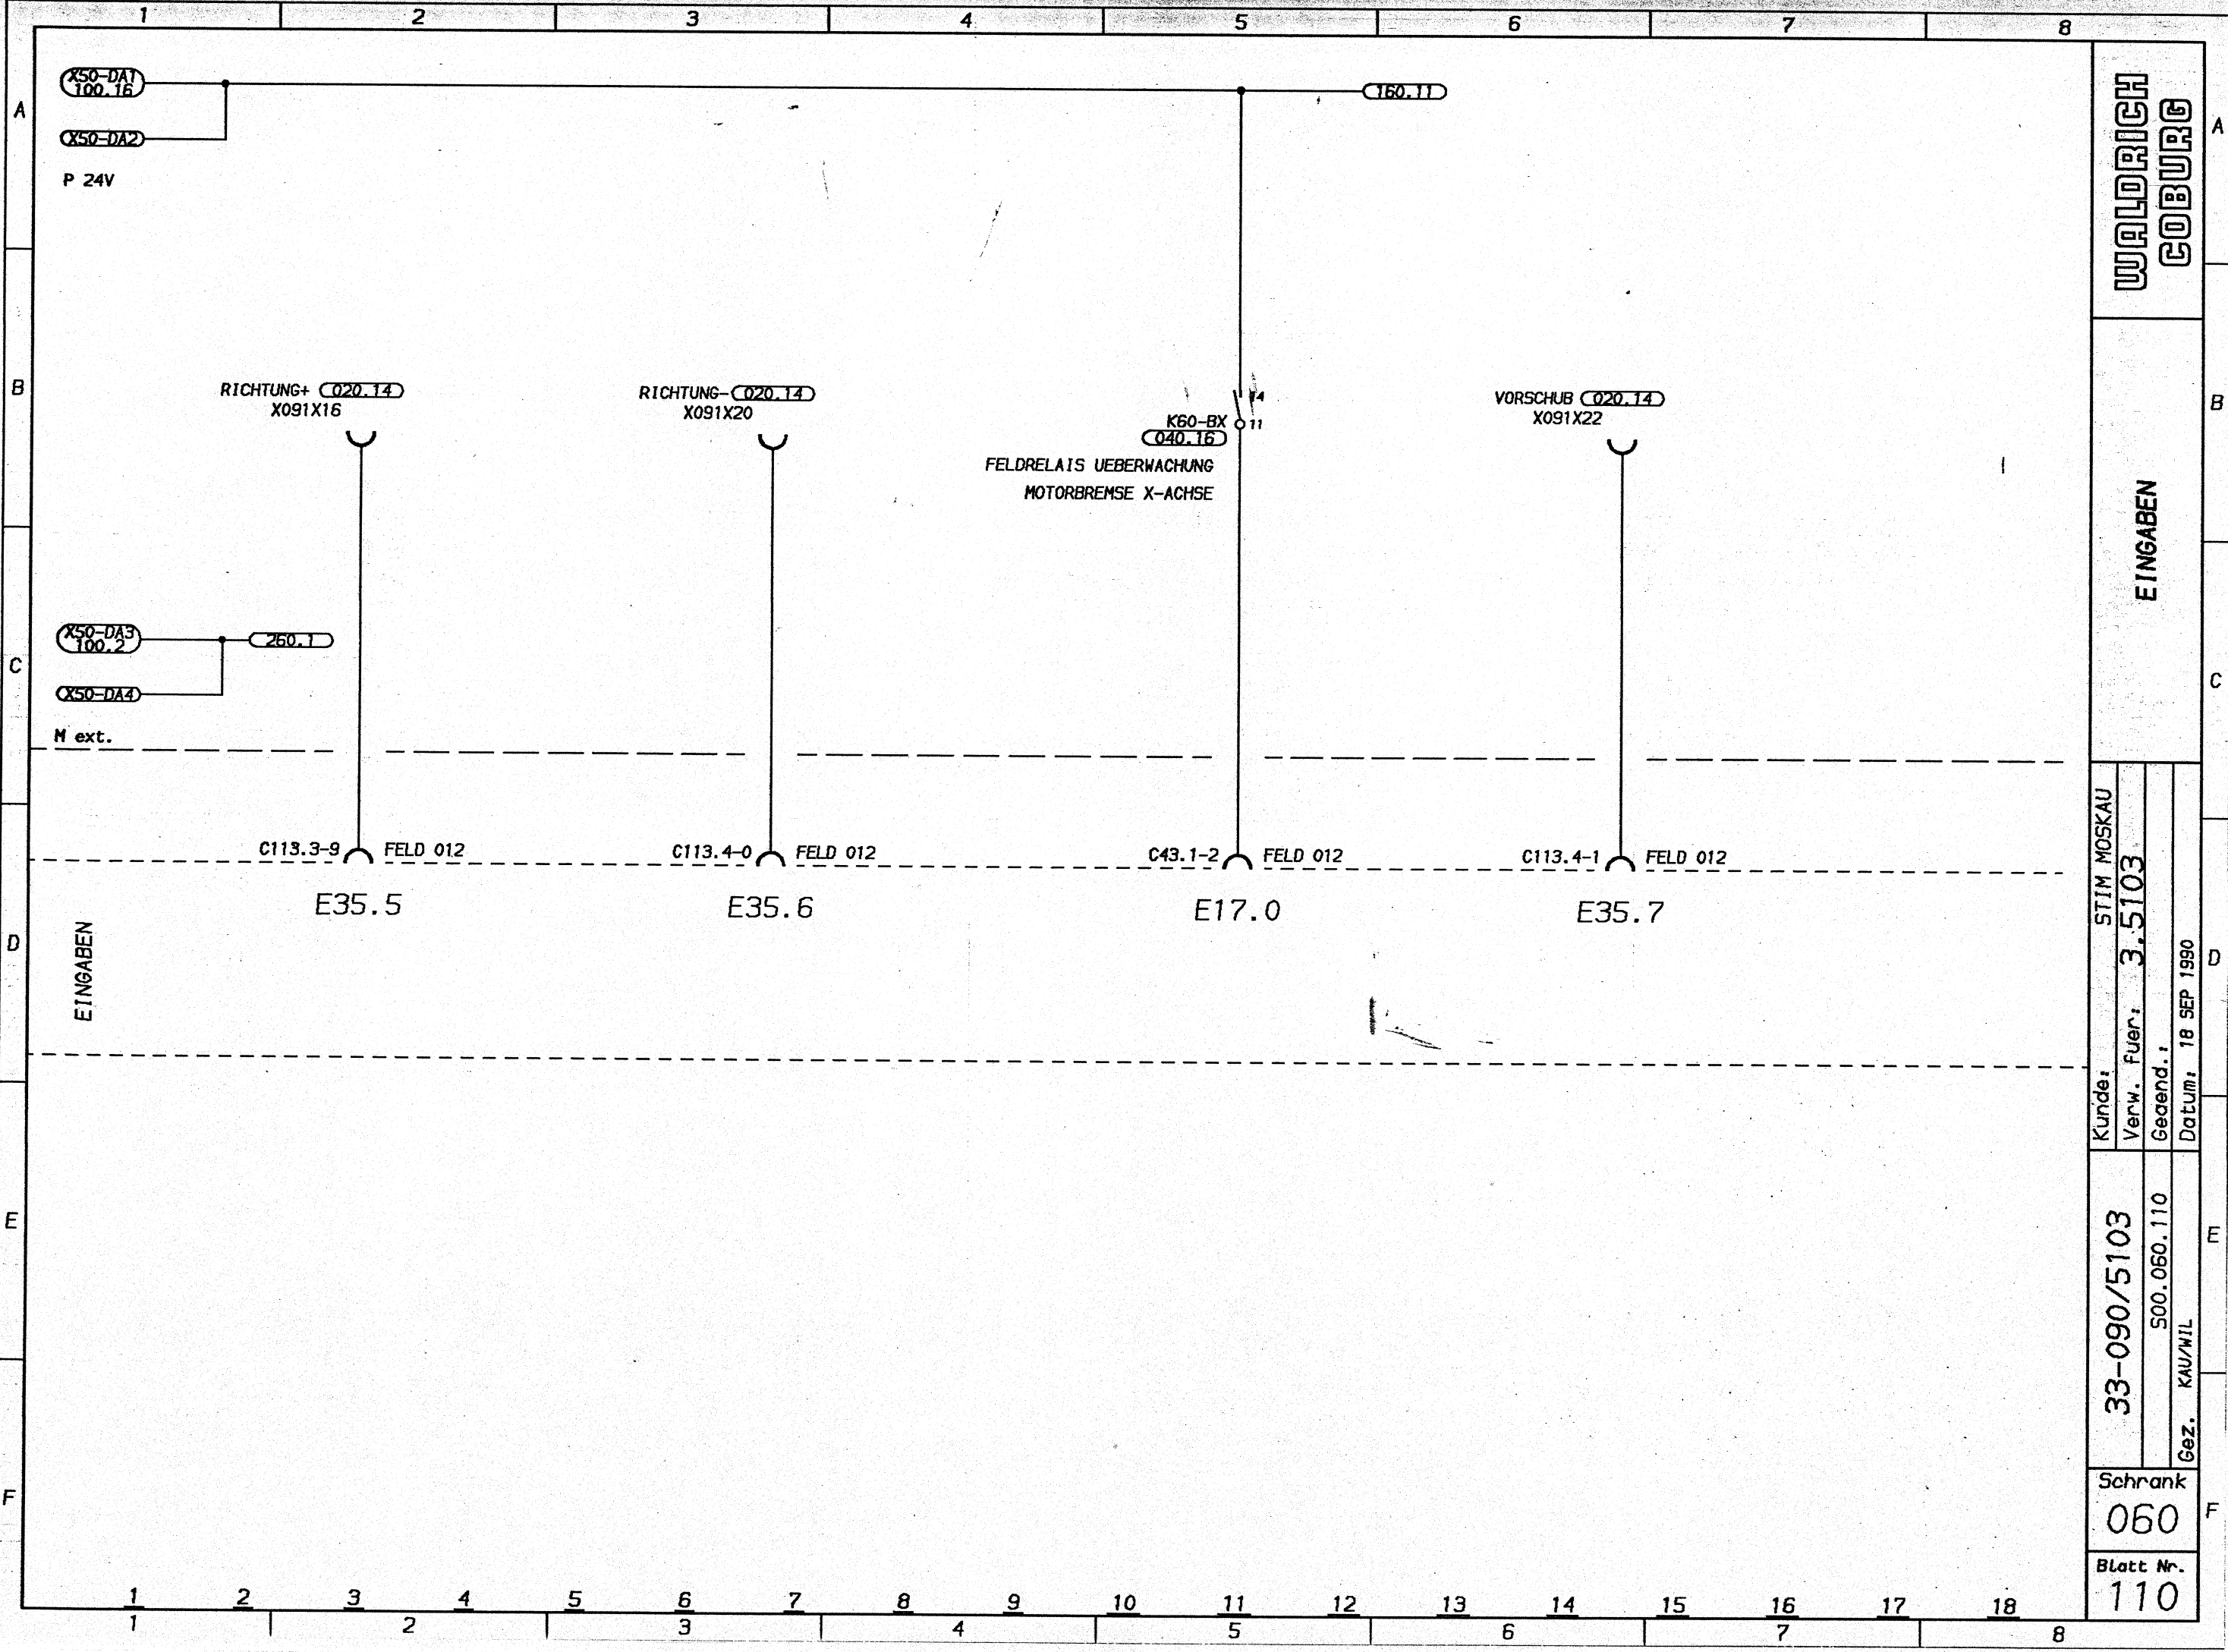 1 2 3 4 5 6 7 8
A
X50-DA1
100.16
160.11
A
X50-DA2
P 24V
WALDRICH
COBURG
B
RICHTUNG+ 020.14
X091X16
RICHTUNG- 020.14
X091X20
14
K60-BX 11
040.16
FELDRELAIS UEBERWACHUNG
MOTORBREMSE X-ACHSE
VORSCHUB 020.14
X091X22
B
EINGABEN
C
X50-DA3
100.2
260.1
X50-DA4
M ext.
C
C113.3-9 FELD 012
C113.4-0 FELD 012
C43.1-2 FELD 012
C113.4-1 FELD 012
E35.5
E35.6
E17.0
E35.7
D
EINGABEN
D
Kunde: STIM MOSKAU
Verw. fuer: 3.5103
Geaend.:
Datum: 18 SEP 1990
E
E
33-090/5103
S00.060.110
Gez. KAU/WIL
F
F
Schrank
060
Blatt Nr.
110
1 2 3 4 5 6 7 8 9 10 11 12 13 14 15 16 17 18
1 2 3 4 5 6 7 8